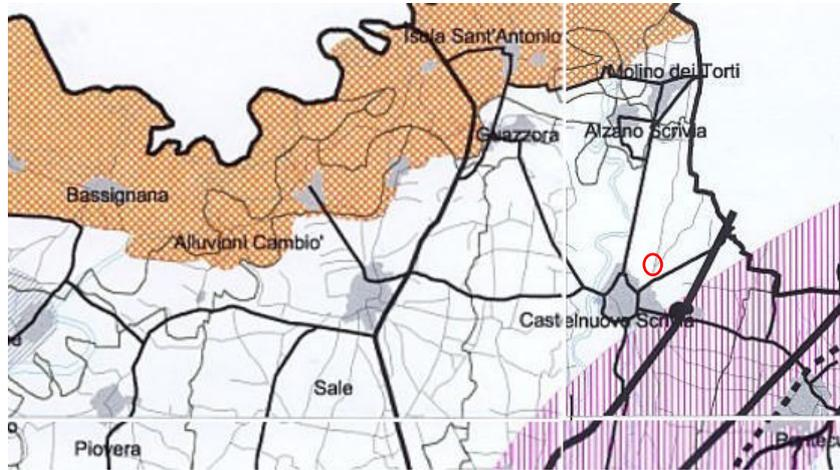 Isola Sant'Antonio
Molino dei Torti
Guazzora
Alzano Scrivia
Bassignana
Alluvioni Cambio'
Castelnuovo Scrivia
Sale
Piovera